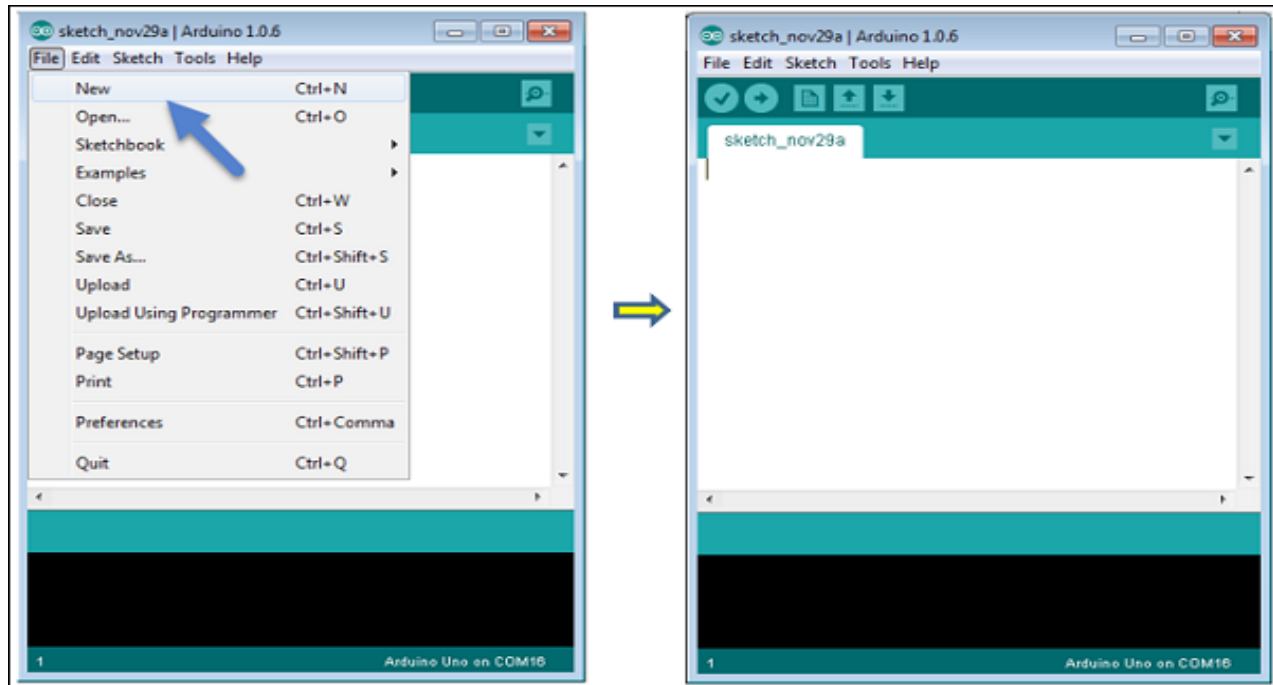 sketch_nov29a | Arduino 1.0.6
File Edit Sketch Tools Help
New Ctrl+N
Open... Ctrl+O
Sketchbook
Examples
Close Ctrl+W
Save Ctrl+S
Save As... Ctrl+Shift+S
Upload Ctrl+U
Upload Using Programmer Ctrl+Shift+U
Page Setup Ctrl+Shift+P
Print Ctrl+P
Preferences Ctrl+Comma
Quit Ctrl+Q
1 Arduino Uno on COM16
sketch_nov29a | Arduino 1.0.6
File Edit Sketch Tools Help
sketch_nov29a
1 Arduino Uno on COM16